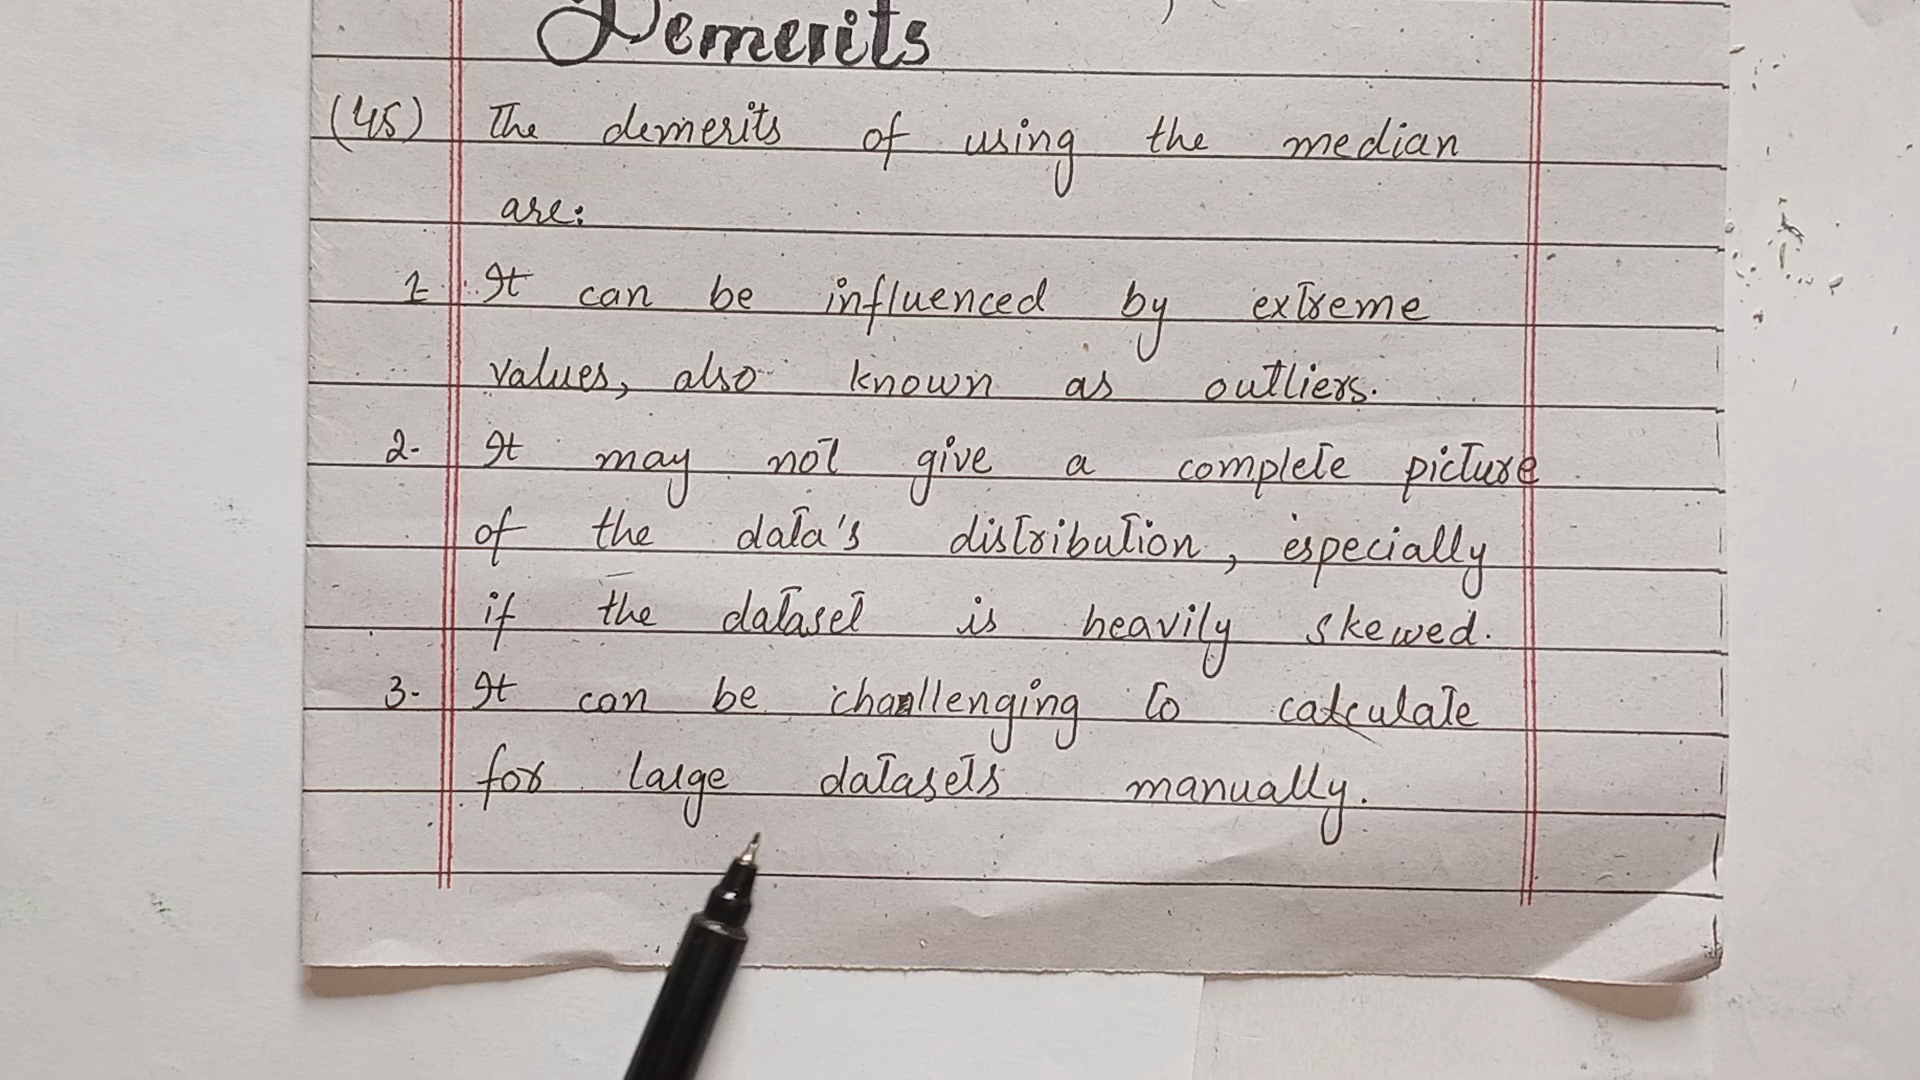 Demerits
(45) The demerits of using the median
are:
1- It can be influenced by extreme
values, also known as outliers.
2- It may not give a complete picture
of the data's distribution, especially
if the dataset is heavily skewed.
3- It can be challenging to calculate
for large datasets manually.